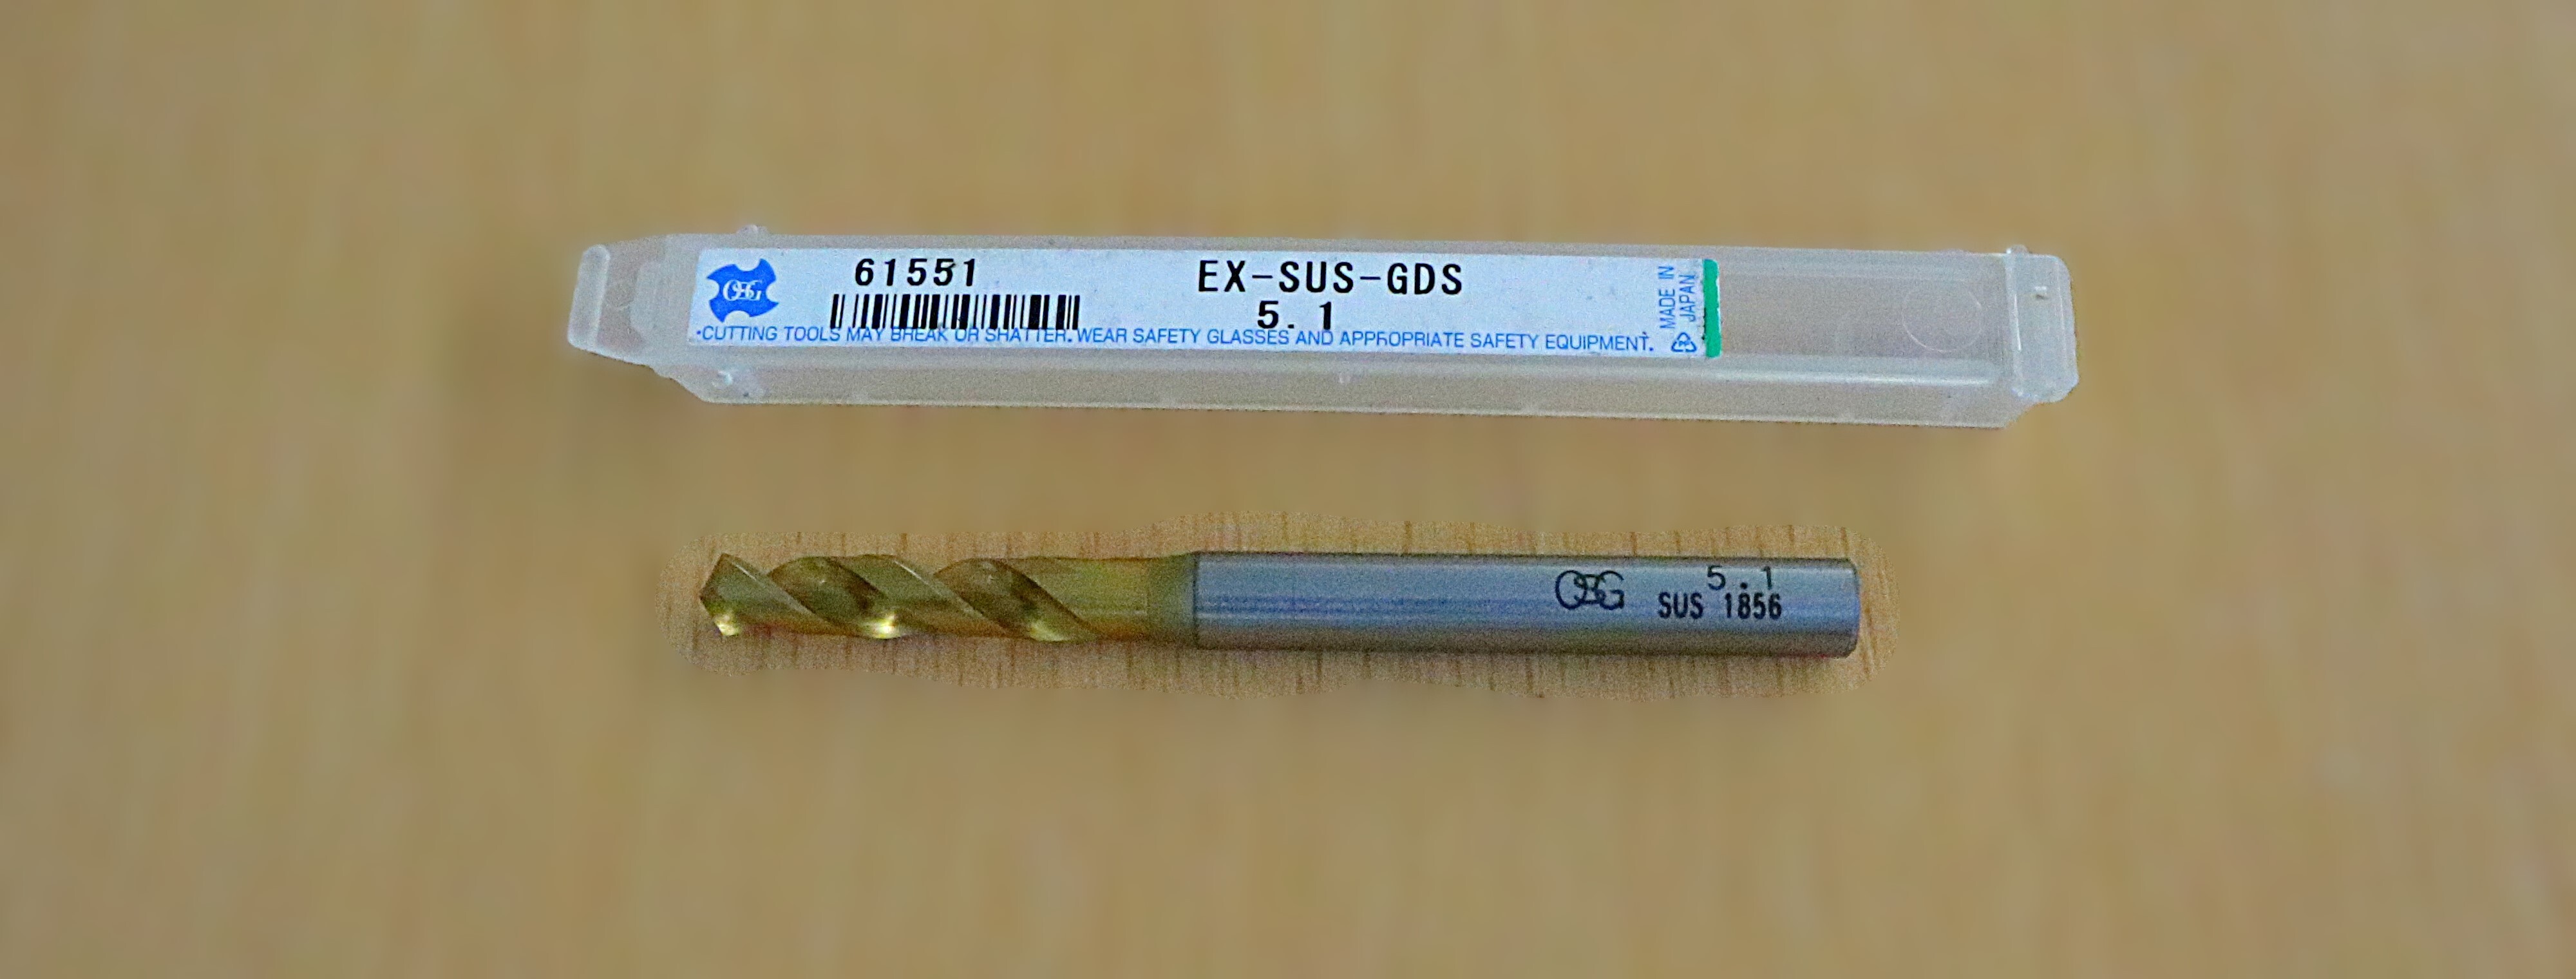 OSG
61551
EX-SUS-GDS
5.1
•CUTTING TOOLS MAY BREAK OR SHATTER. WEAR SAFETY GLASSES AND APPROPRIATE SAFETY EQUIPMENT.
MADE IN
JAPAN
OSG
5.1
SUS 1856